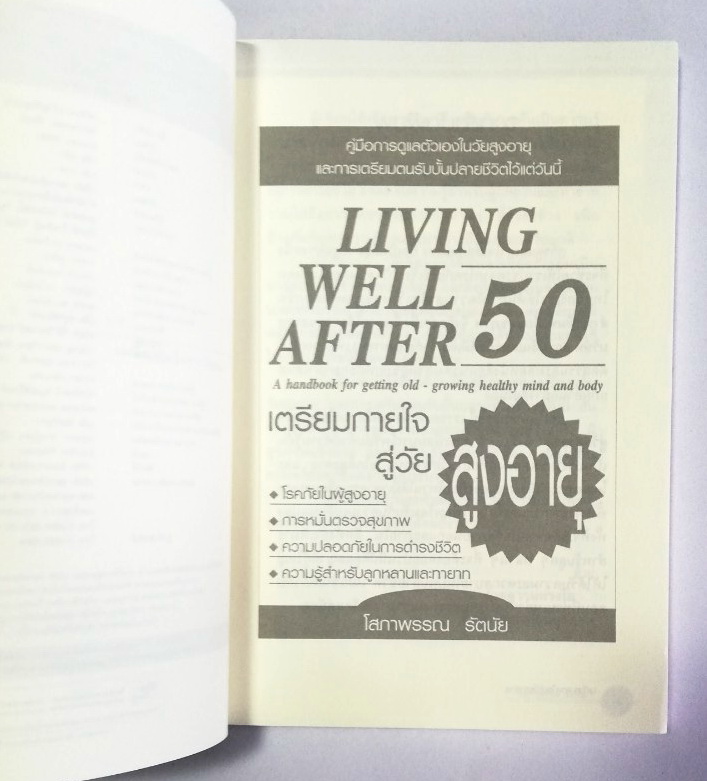 คู่มือการดูแลตัวเองในวัยสูงอายุ
และการเตรียมตนรับบั้นปลายชีวิตไว้แต่วันนี้
LIVING
WELL
AFTER 50
A handbook for getting old - growing healthy mind and body
เตรียมกายใจ
สู่วัย
สูงอายุ
◆ โรคภัยในผู้สูงอายุ
◆ การหมั่นตรวจสุขภาพ
◆ ความปลอดภัยในการดำรงชีวิต
◆ ความรู้สำหรับลูกหลานและทายาท
โสภาพรรณ รัตนัย